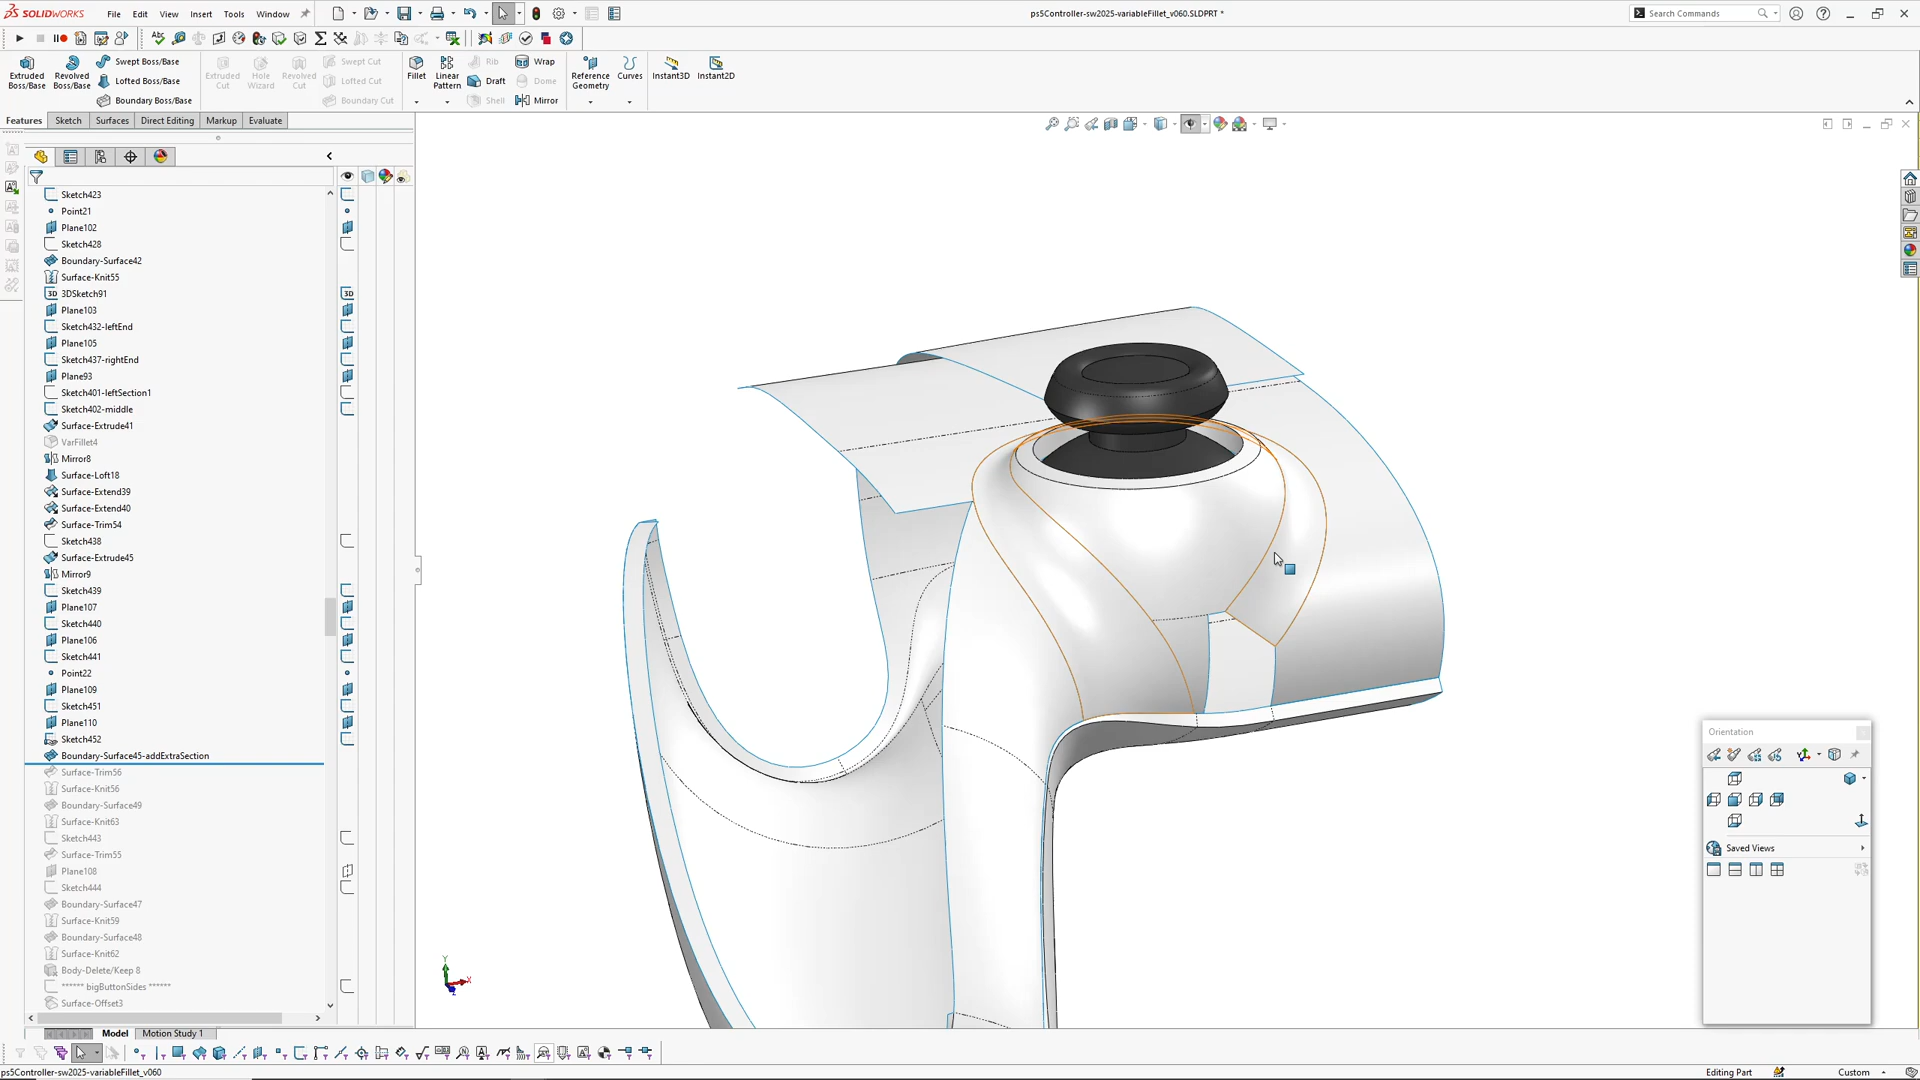 SOLIDWORKS File Edit View Insert Tools Window ps5Controller-sw2025-variableFillet_v060.SLDPRT * Search Commands
Extruded Boss/Base
Revolved Boss/Base
Swept Boss/Base
Lofted Boss/Base
Boundary Boss/Base
Extruded Cut
Hole Wizard
Revolved Cut
Swept Cut
Lofted Cut
Boundary Cut
Fillet
Linear Pattern
Rib
Draft
Shell
Wrap
Dome
Mirror
Reference Geometry
Curves
Instant3D
Instant2D
Features Sketch Surfaces Direct Editing Markup Evaluate
Sketch423
Point21
Plane102
Sketch428
Boundary-Surface42
Surface-Knit55
3DSketch91
Plane103
Sketch432-leftEnd
Plane105
Sketch437-rightEnd
Plane93
Sketch401-leftSection1
Sketch402-middle
Surface-Extrude41
VarFillet4
Mirror8
Surface-Loft18
Surface-Extend39
Surface-Extend40
Surface-Trim54
Sketch438
Surface-Extrude45
Mirror9
Sketch439
Plane107
Sketch440
Plane106
Sketch441
Point22
Plane109
Sketch451
Plane110
Sketch452
Boundary-Surface45-addExtraSection
Surface-Trim56
Surface-Knit56
Boundary-Surface49
Surface-Knit63
Sketch443
Surface-Trim55
Plane108
Sketch444
Boundary-Surface47
Surface-Knit59
Boundary-Surface48
Surface-Knit62
Body-Delete/Keep 8
****** bigButtonSides ******
Surface-Offset3
Orientation
Saved Views
Model Motion Study 1
ps5Controller-sw2025-variableFillet_v060 Editing Part Custom